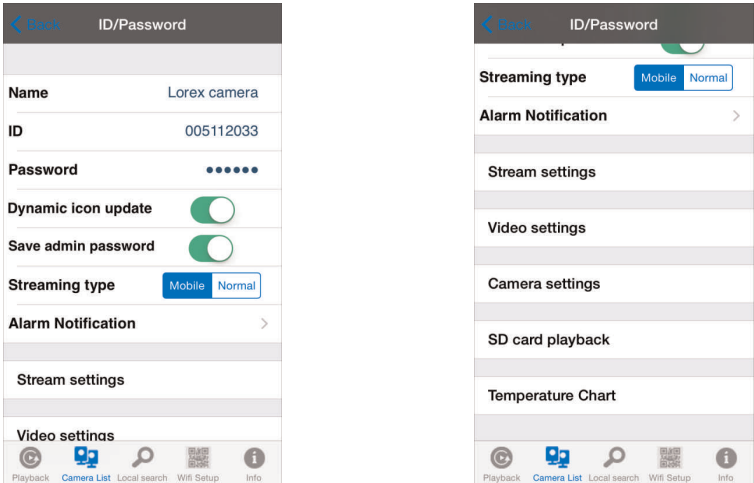 Back ID/Password
Name Lorex camera
ID 005112033
Password ••••••
Dynamic icon update
Save admin password
Streaming type Mobile Normal
Alarm Notification
Stream settings
Video settings
Playback Camera List Local search Wifi Setup Info
Back ID/Password
Streaming type Mobile Normal
Alarm Notification
Stream settings
Video settings
Camera settings
SD card playback
Temperature Chart
Playback Camera List Local search Wifi Setup Info